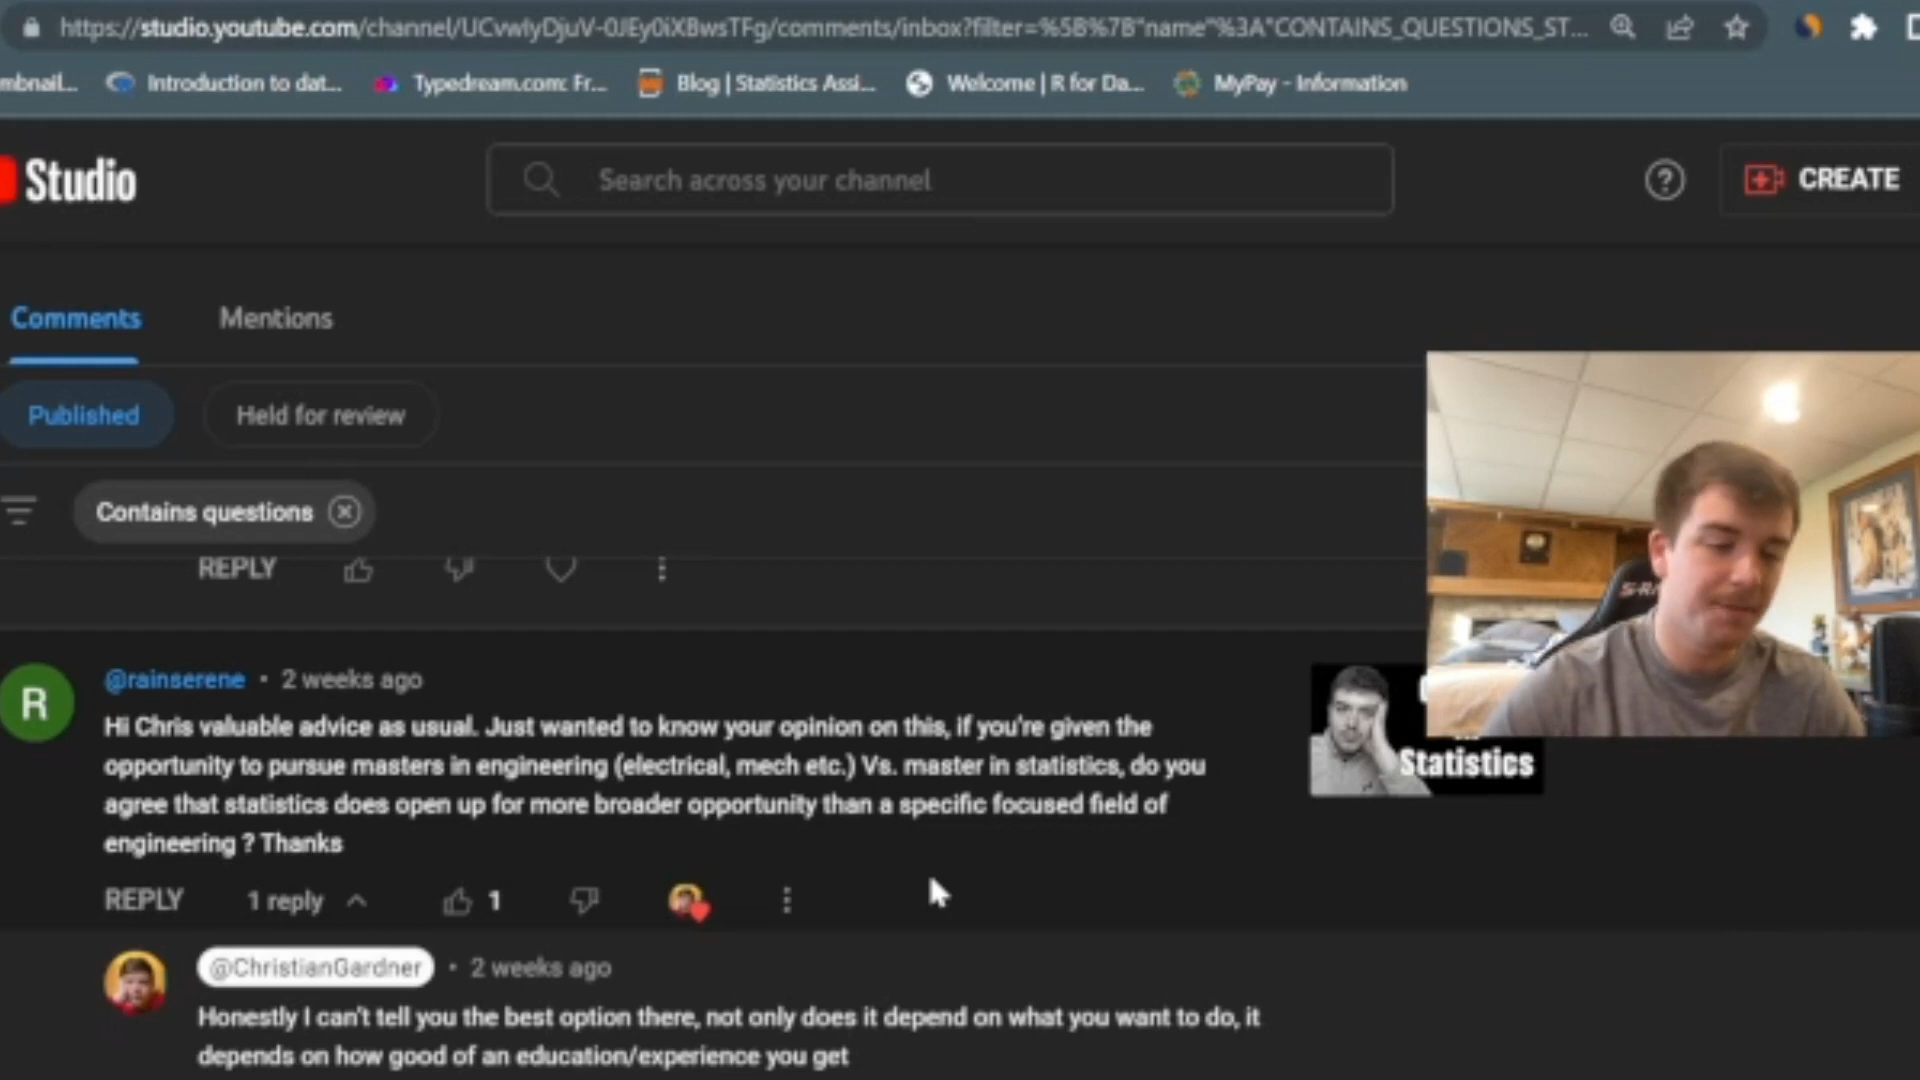 https://studio.youtube.com/channel/UCvwlyDjuV-0JEy0iXBwsTFg/comments/inbox?filter=%5B%7B"name"%3A"CONTAINS_QUESTIONS_ST...
mbnail... Introduction to dat... Typedream.com: Fr... Blog | Statistics Assi... Welcome | R for Da... MyPay - Information
Studio
Search across your channel
CREATE
Comments
Mentions
Published
Held for review
Contains questions
REPLY
R
@rainserene • 2 weeks ago
Hi Chris valuable advice as usual. Just wanted to know your opinion on this, if you're given the
opportunity to pursue masters in engineering (electrical, mech etc.) Vs. master in statistics, do you
agree that statistics does open up for more broader opportunity than a specific focused field of
engineering ? Thanks
Statistics
REPLY 1 reply 1
@ChristianGardner • 2 weeks ago
Honestly I can't tell you the best option there, not only does it depend on what you want to do, it
depends on how good of an education/experience you get